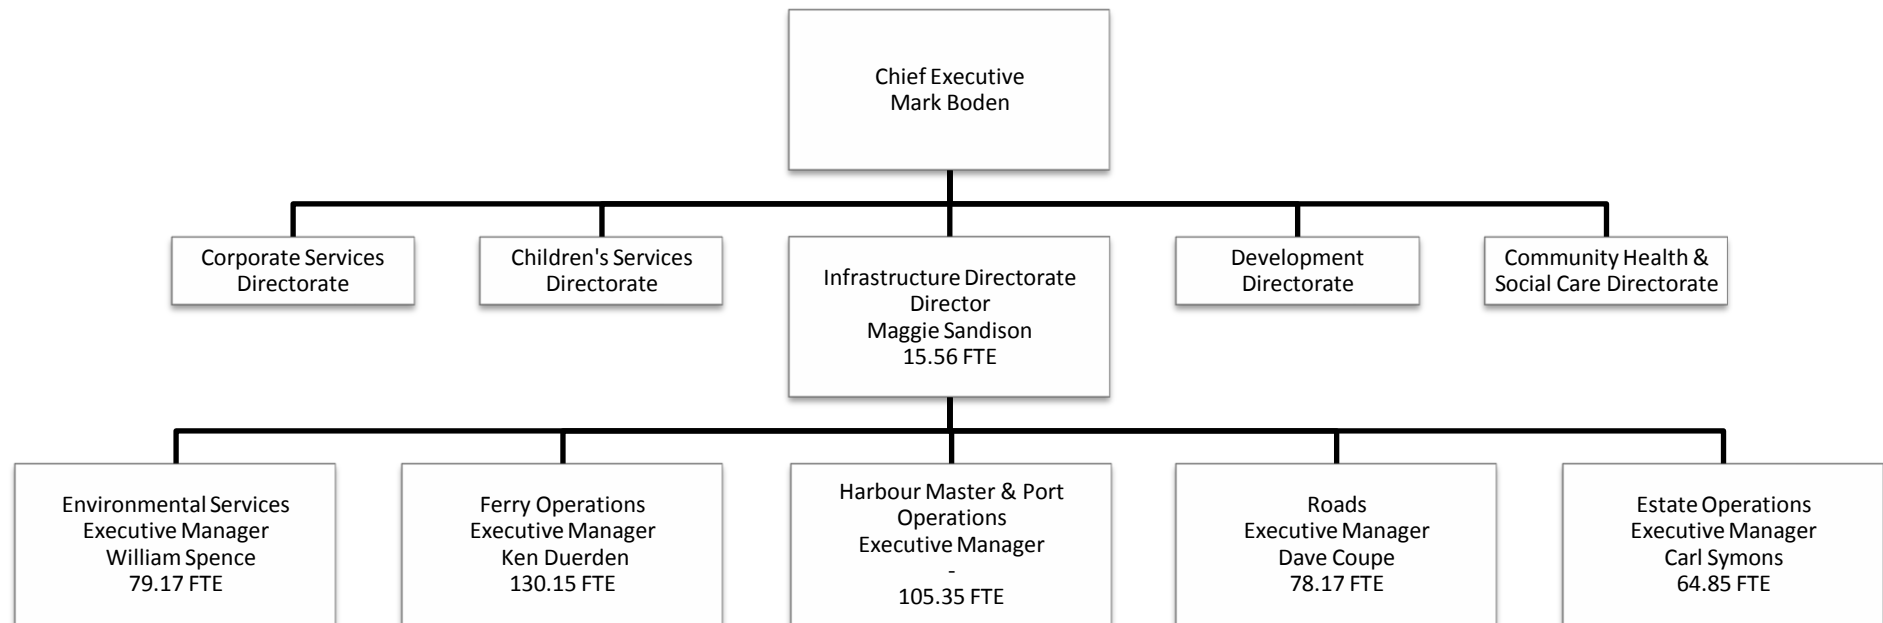 Chief Executive
Mark Boden
Corporate Services
Directorate
Children's Services
Directorate
Infrastructure Directorate
Director
Maggie Sandison
15.56 FTE
Development
Directorate
Community Health &
Social Care Directorate
Environmental Services
Executive Manager
William Spence
79.17 FTE
Ferry Operations
Executive Manager
Ken Duerden
130.15 FTE
Harbour Master & Port
Operations
Executive Manager
-
105.35 FTE
Roads
Executive Manager
Dave Coupe
78.17 FTE
Estate Operations
Executive Manager
Carl Symons
64.85 FTE